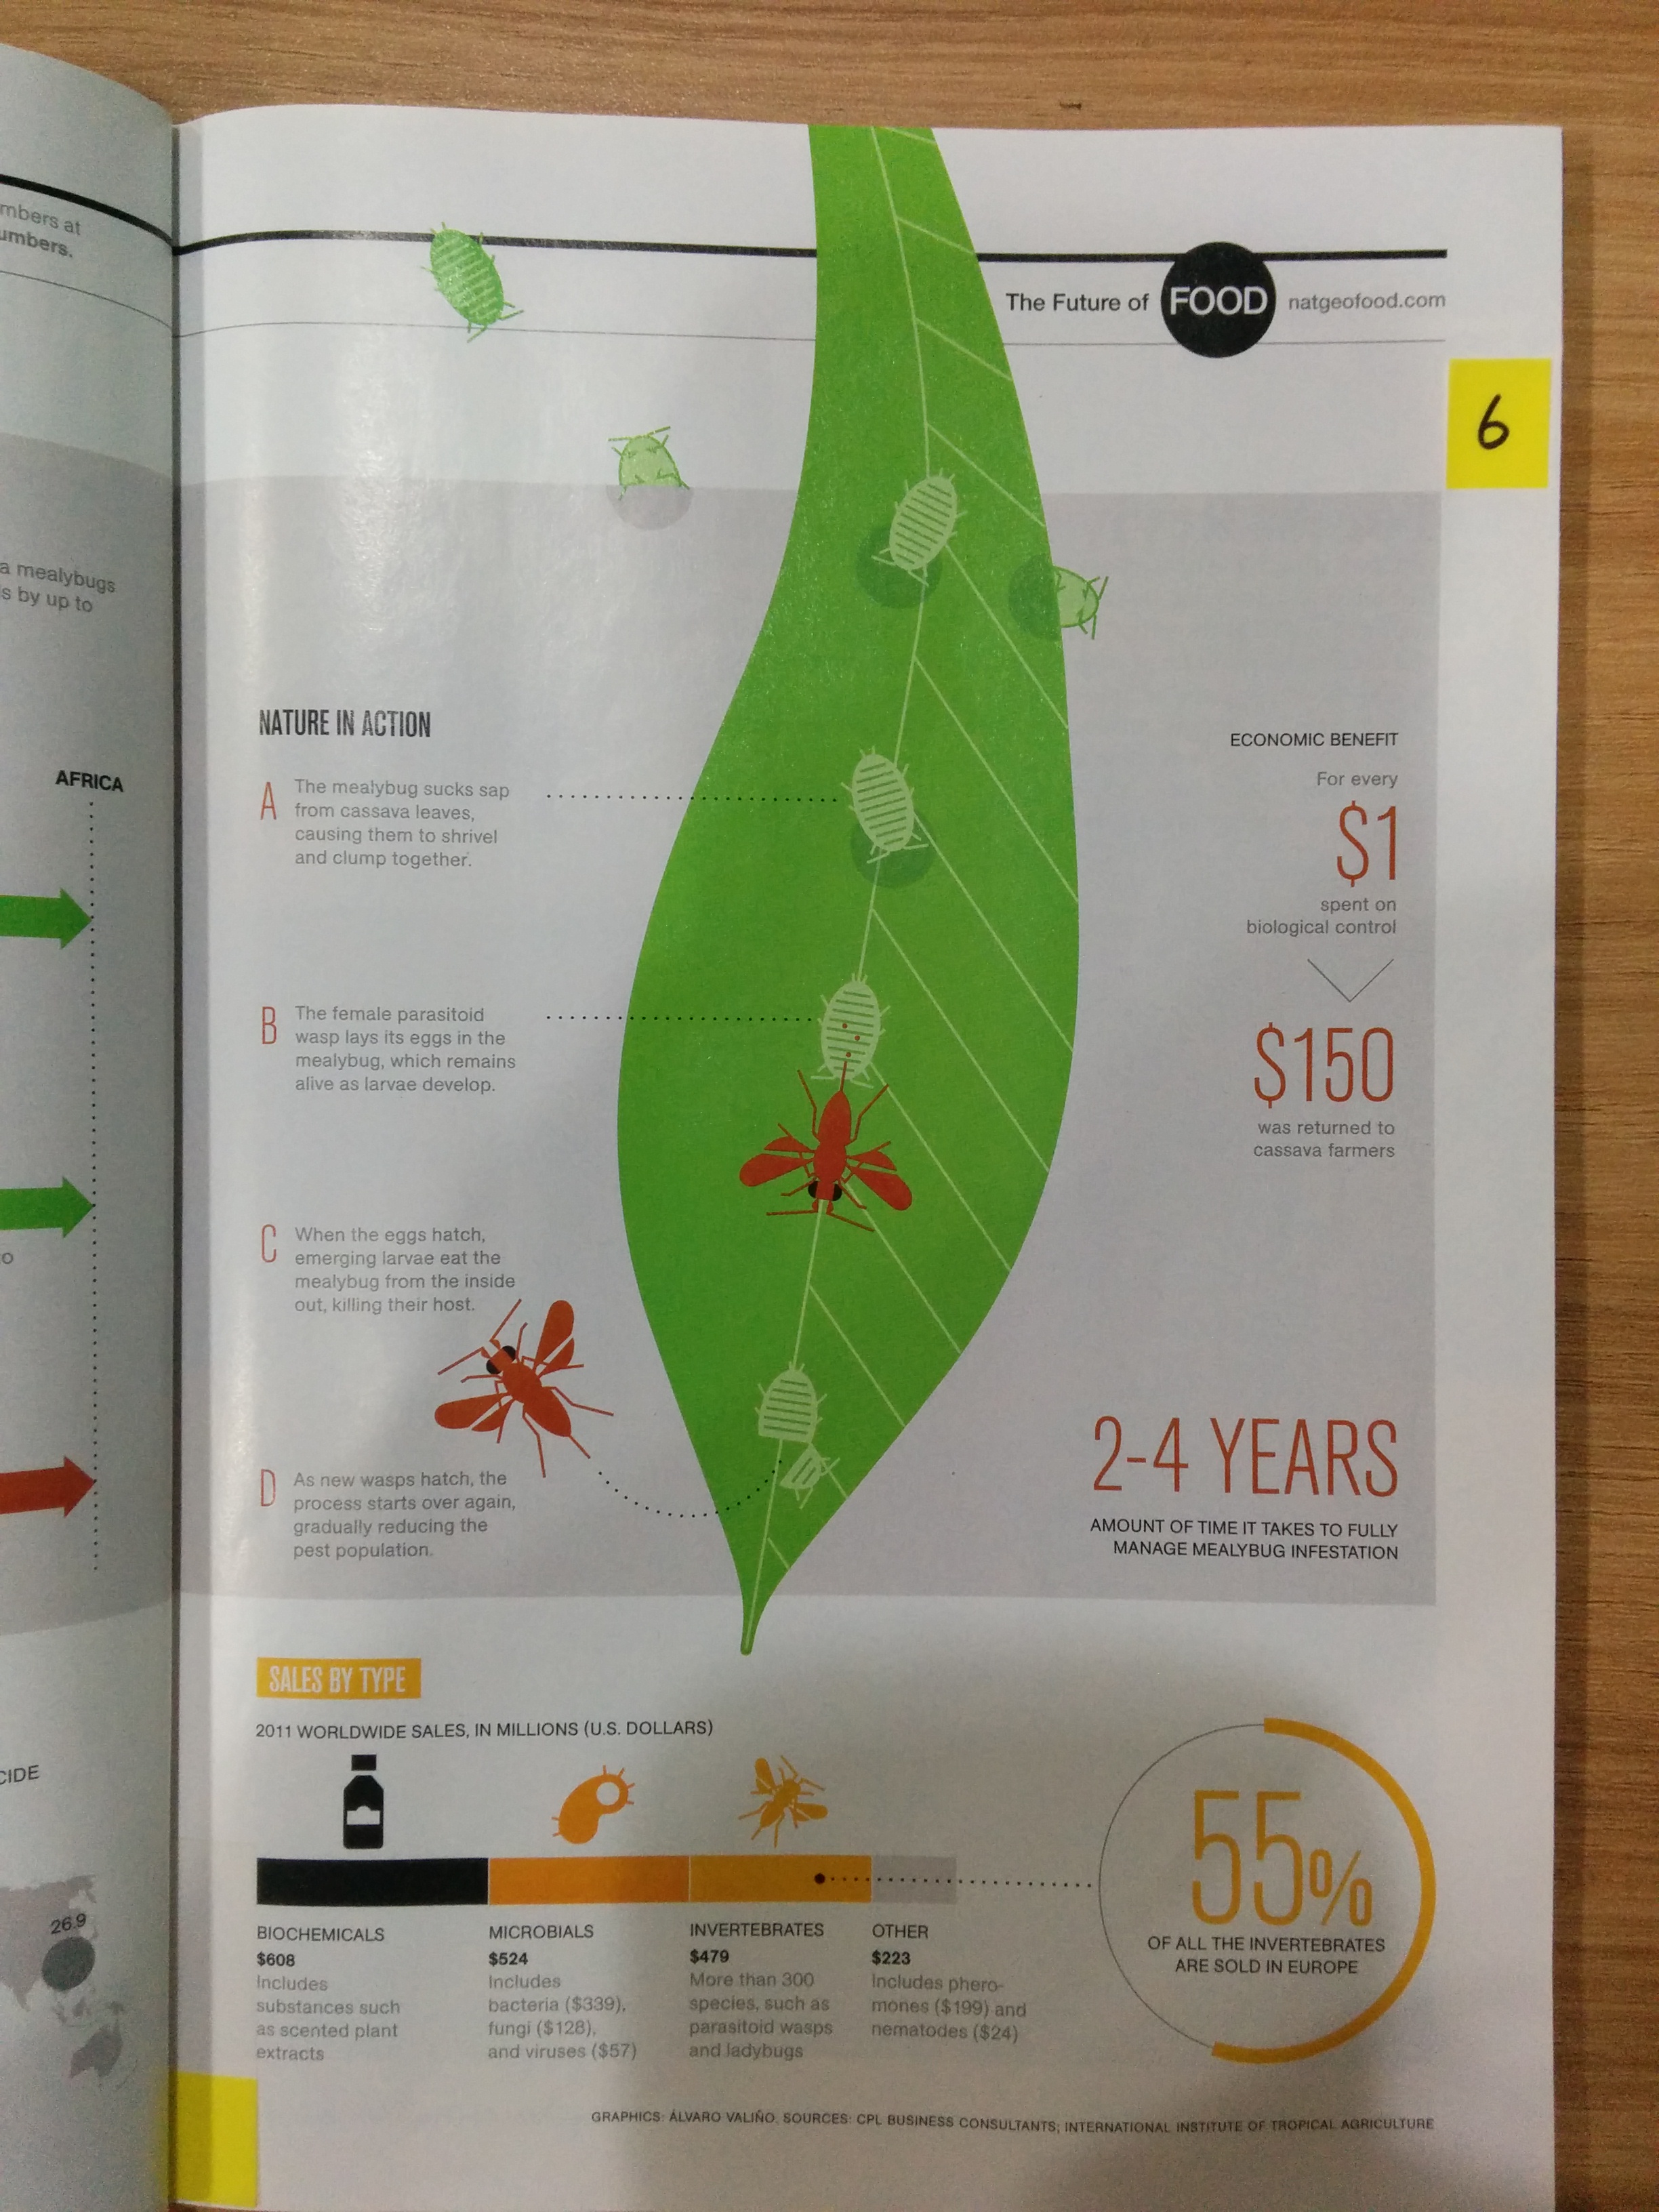 mbers at
umbers.
a mealybugs
s by up to
AFRICA
o
CIDE
26.9
The Future of FOOD natgeofood.com
6
NATURE IN ACTION
A
The mealybug sucks sap
from cassava leaves,
causing them to shrivel
and clump together.
B
The female parasitoid
wasp lays its eggs in the
mealybug, which remains
alive as larvae develop.
C
When the eggs hatch,
emerging larvae eat the
mealybug from the inside
out, killing their host.
D
As new wasps hatch, the
process starts over again,
gradually reducing the
pest population.
ECONOMIC BENEFIT
For every
$1
spent on
biological control
$150
was returned to
cassava farmers
2-4 YEARS
AMOUNT OF TIME IT TAKES TO FULLY
MANAGE MEALYBUG INFESTATION
SALES BY TYPE
2011 WORLDWIDE SALES, IN MILLIONS (U.S. DOLLARS)
BIOCHEMICALS
$608
Includes
substances such
as scented plant
extracts
MICROBIALS
$524
Includes
bacteria ($339),
fungi ($128),
and viruses ($57)
INVERTEBRATES
$479
More than 300
species, such as
parasitoid wasps
and ladybugs
OTHER
$223
Includes phero-
mones ($199) and
nematodes ($24)
55%
OF ALL THE INVERTEBRATES
ARE SOLD IN EUROPE
GRAPHICS: ÁLVARO VALIÑO. SOURCES: CPL BUSINESS CONSULTANTS; INTERNATIONAL INSTITUTE OF TROPICAL AGRICULTURE